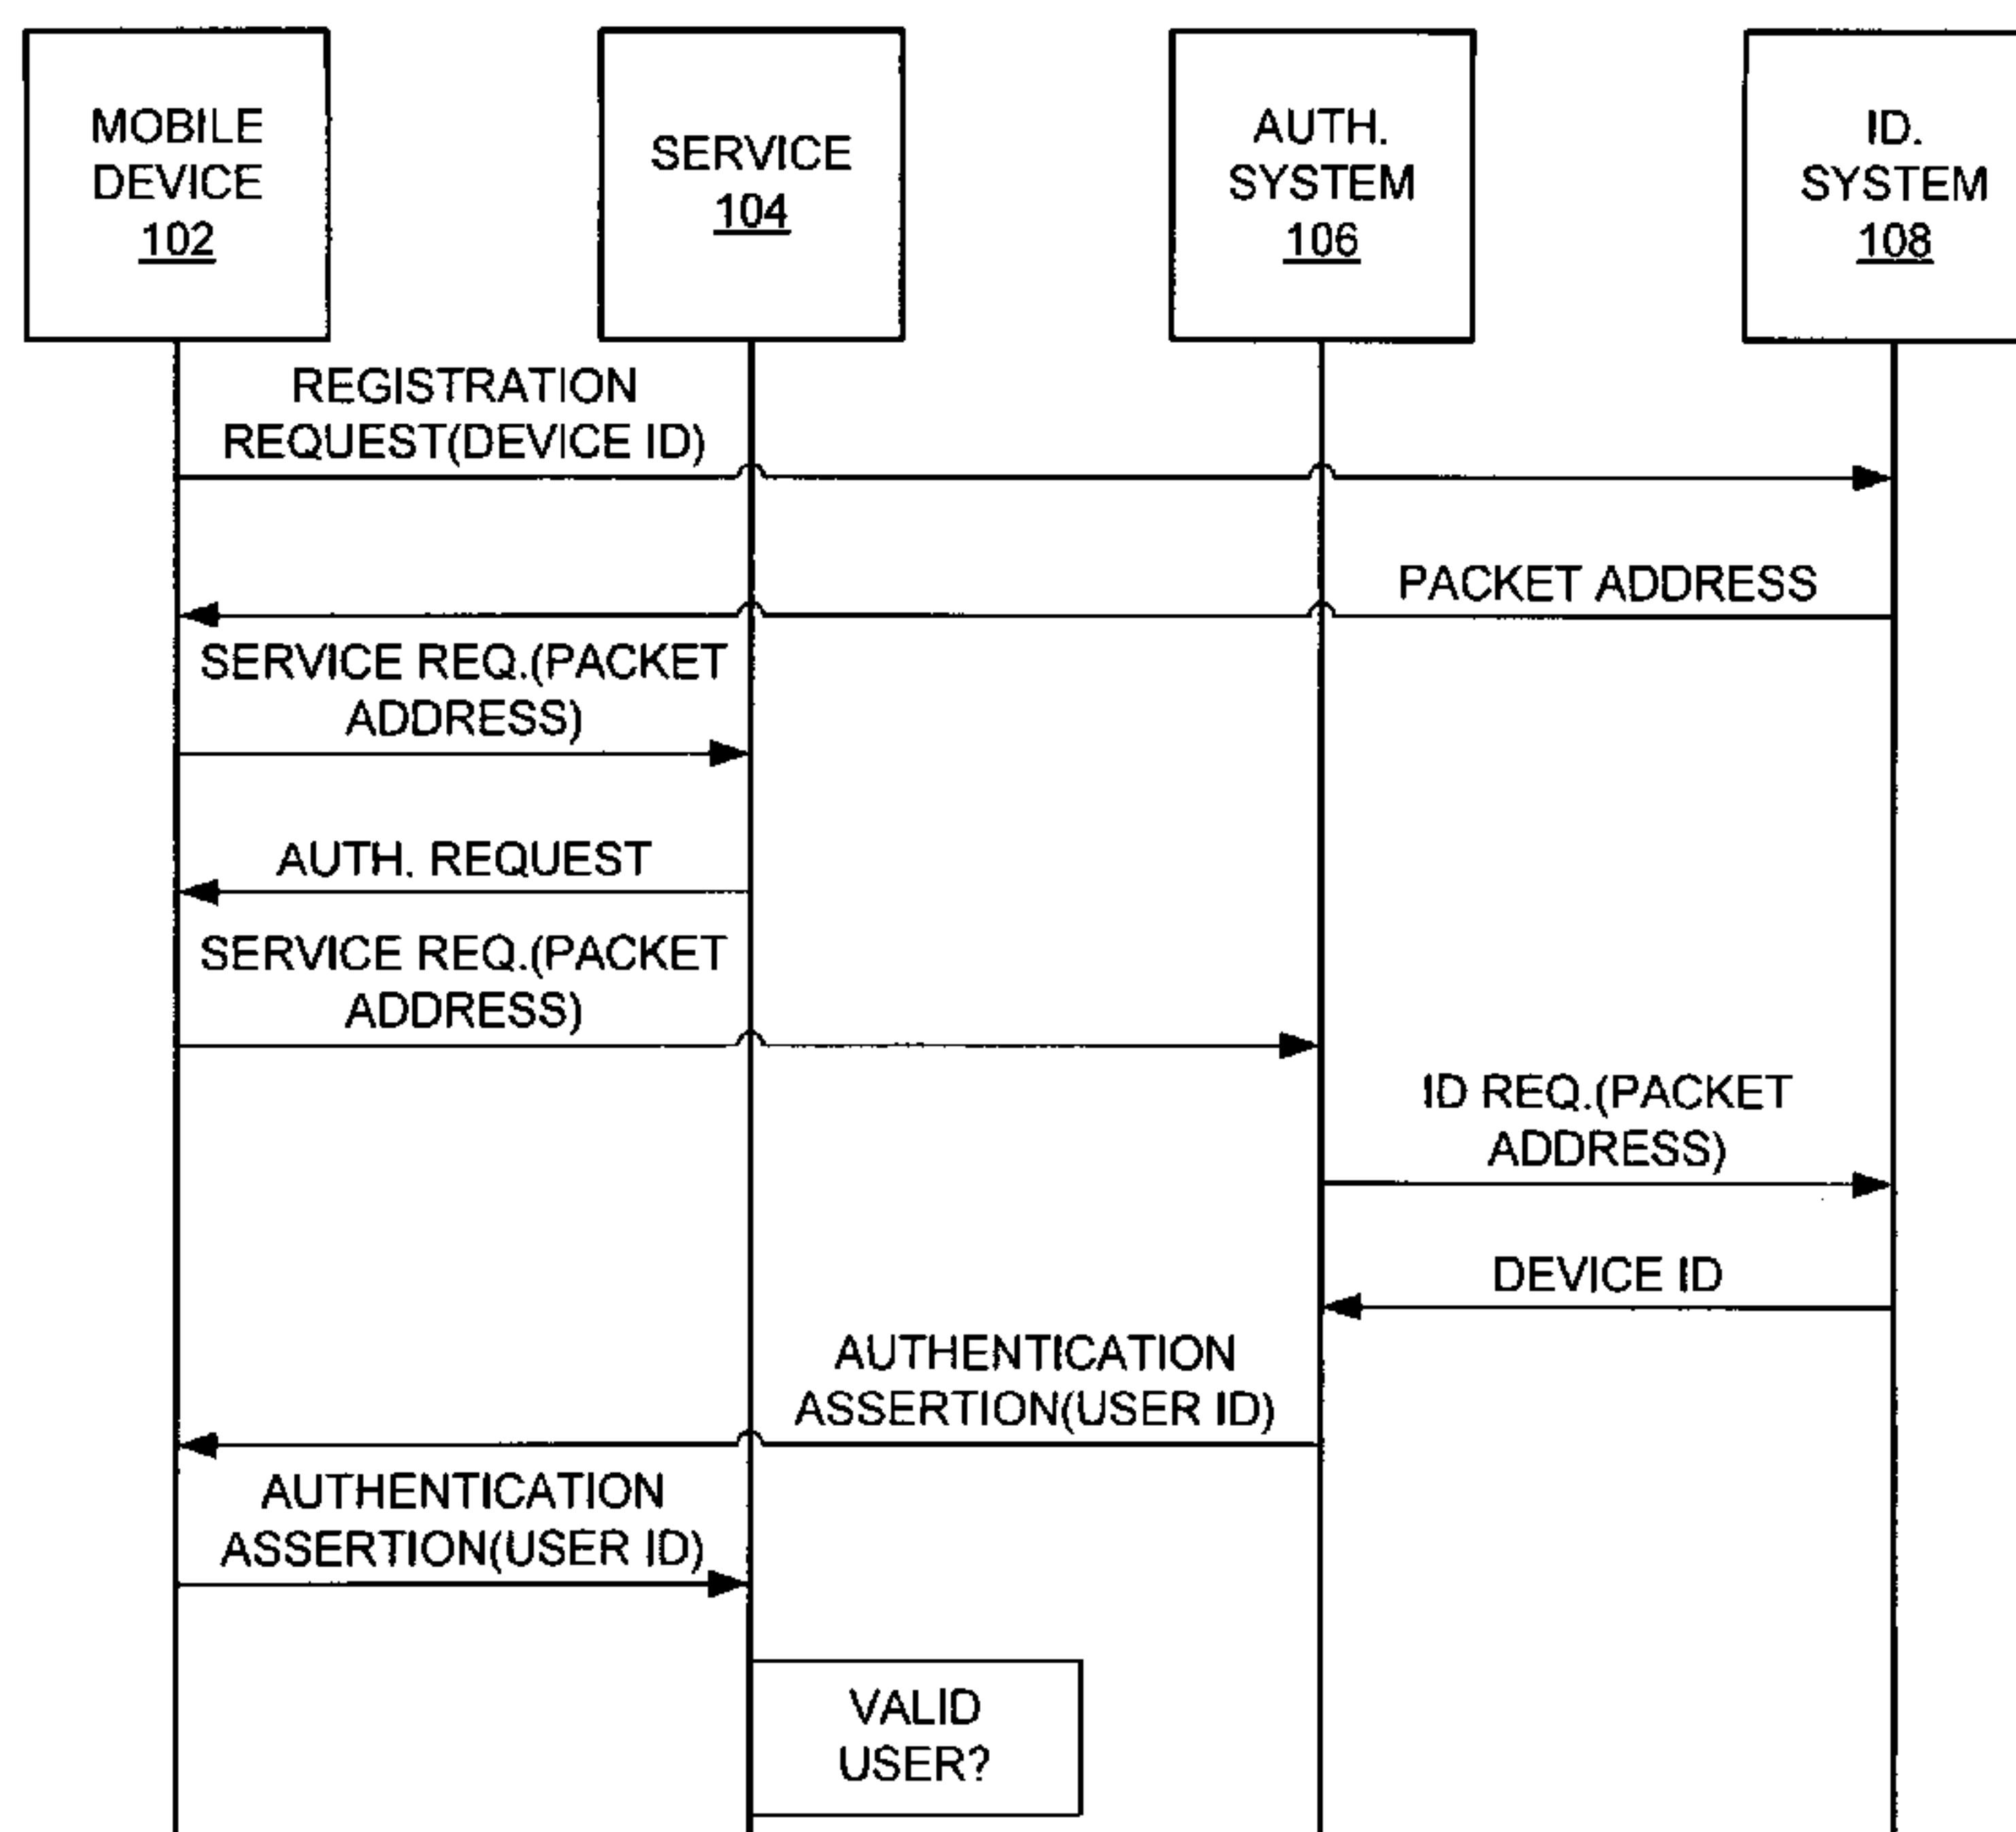 MOBILE
DEVICE
102
SERVICE
104
AUTH.
SYSTEM
106
ID.
SYSTEM
108
REGISTRATION
REQUEST(DEVICE ID)
PACKET ADDRESS
SERVICE REQ.(PACKET
ADDRESS)
AUTH. REQUEST
SERVICE REQ.(PACKET
ADDRESS)
ID REQ.(PACKET
ADDRESS)
DEVICE ID
AUTHENTICATION
ASSERTION(USER ID)
AUTHENTICATION
ASSERTION(USER ID)
VALID
USER?